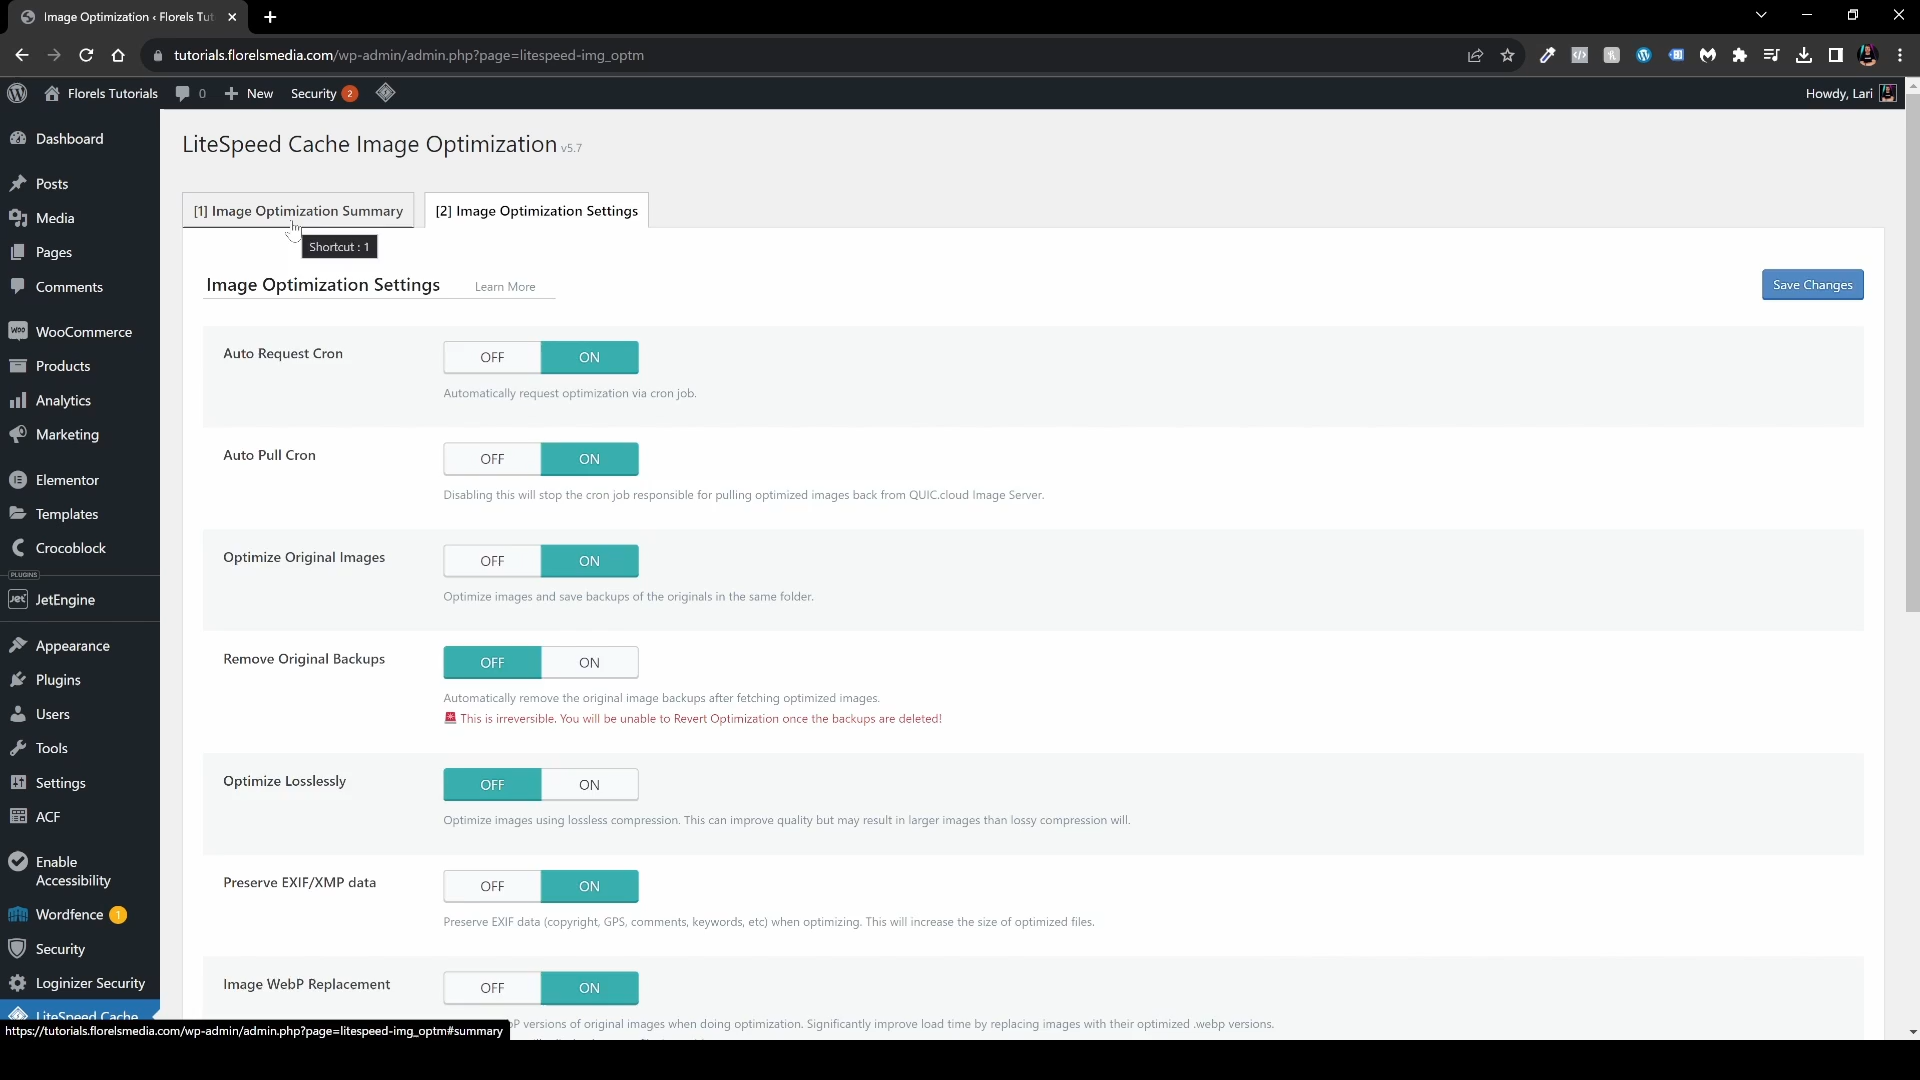 Image Optimization ‹ Florels Tut
tutorials.florelsmedia.com/wp-admin/admin.php?page=litespeed-img_optm
Florels Tutorials
0
New
Security 2
Howdy, Lari
Dashboard
Posts
Media
Pages
Comments
WooCommerce
Products
Analytics
Marketing
Elementor
Templates
Crocoblock
PLUGINS
JetEngine
Appearance
Plugins
Users
Tools
Settings
ACF
Enable
Accessibility
Wordfence 1
Security
Loginizer Security
LiteSpeed Cache
LiteSpeed Cache Image Optimization v5.7
[1] Image Optimization Summary
[2] Image Optimization Settings
Shortcut : 1
Image Optimization Settings
Learn More
Save Changes
Auto Request Cron
OFF ON
Automatically request optimization via cron job.
Auto Pull Cron
OFF ON
Disabling this will stop the cron job responsible for pulling optimized images back from QUIC.cloud Image Server.
Optimize Original Images
OFF ON
Optimize images and save backups of the originals in the same folder.
Remove Original Backups
OFF ON
Automatically remove the original image backups after fetching optimized images.
This is irreversible. You will be unable to Revert Optimization once the backups are deleted!
Optimize Losslessly
OFF ON
Optimize images using lossless compression. This can improve quality but may result in larger images than lossy compression will.
Preserve EXIF/XMP data
OFF ON
Preserve EXIF data (copyright, GPS, comments, keywords, etc) when optimizing. This will increase the size of optimized files.
Image WebP Replacement
OFF ON
versions of original images when doing optimization. Significantly improve load time by replacing images with their optimized .webp versions.
https://tutorials.florelsmedia.com/wp-admin/admin.php?page=litespeed-img_optm#summary